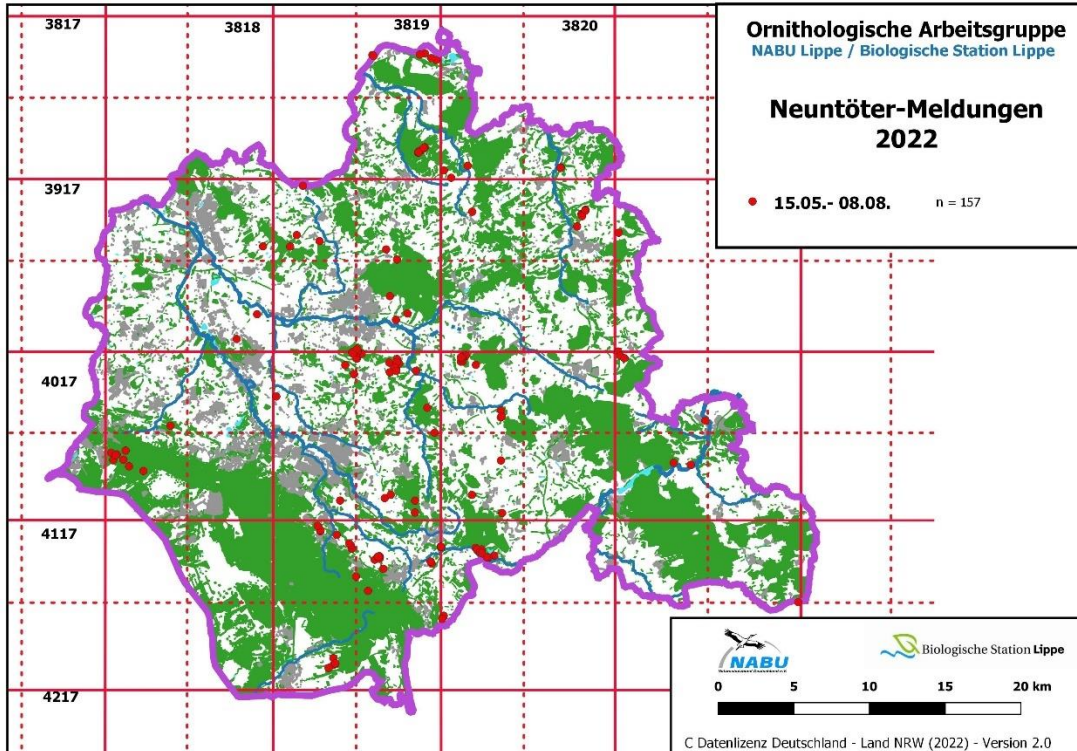 3817
3818
3819
3820
3917
4017
4117
4217
Ornithologische Arbeitsgruppe
NABU Lippe / Biologische Station Lippe
Neuntöter-Meldungen
2022
15.05.- 08.08. n = 157
NABU
Biologische Station Lippe
0 5 10 15 20 km
C Datenlizenz Deutschland - Land NRW (2022) - Version 2.0